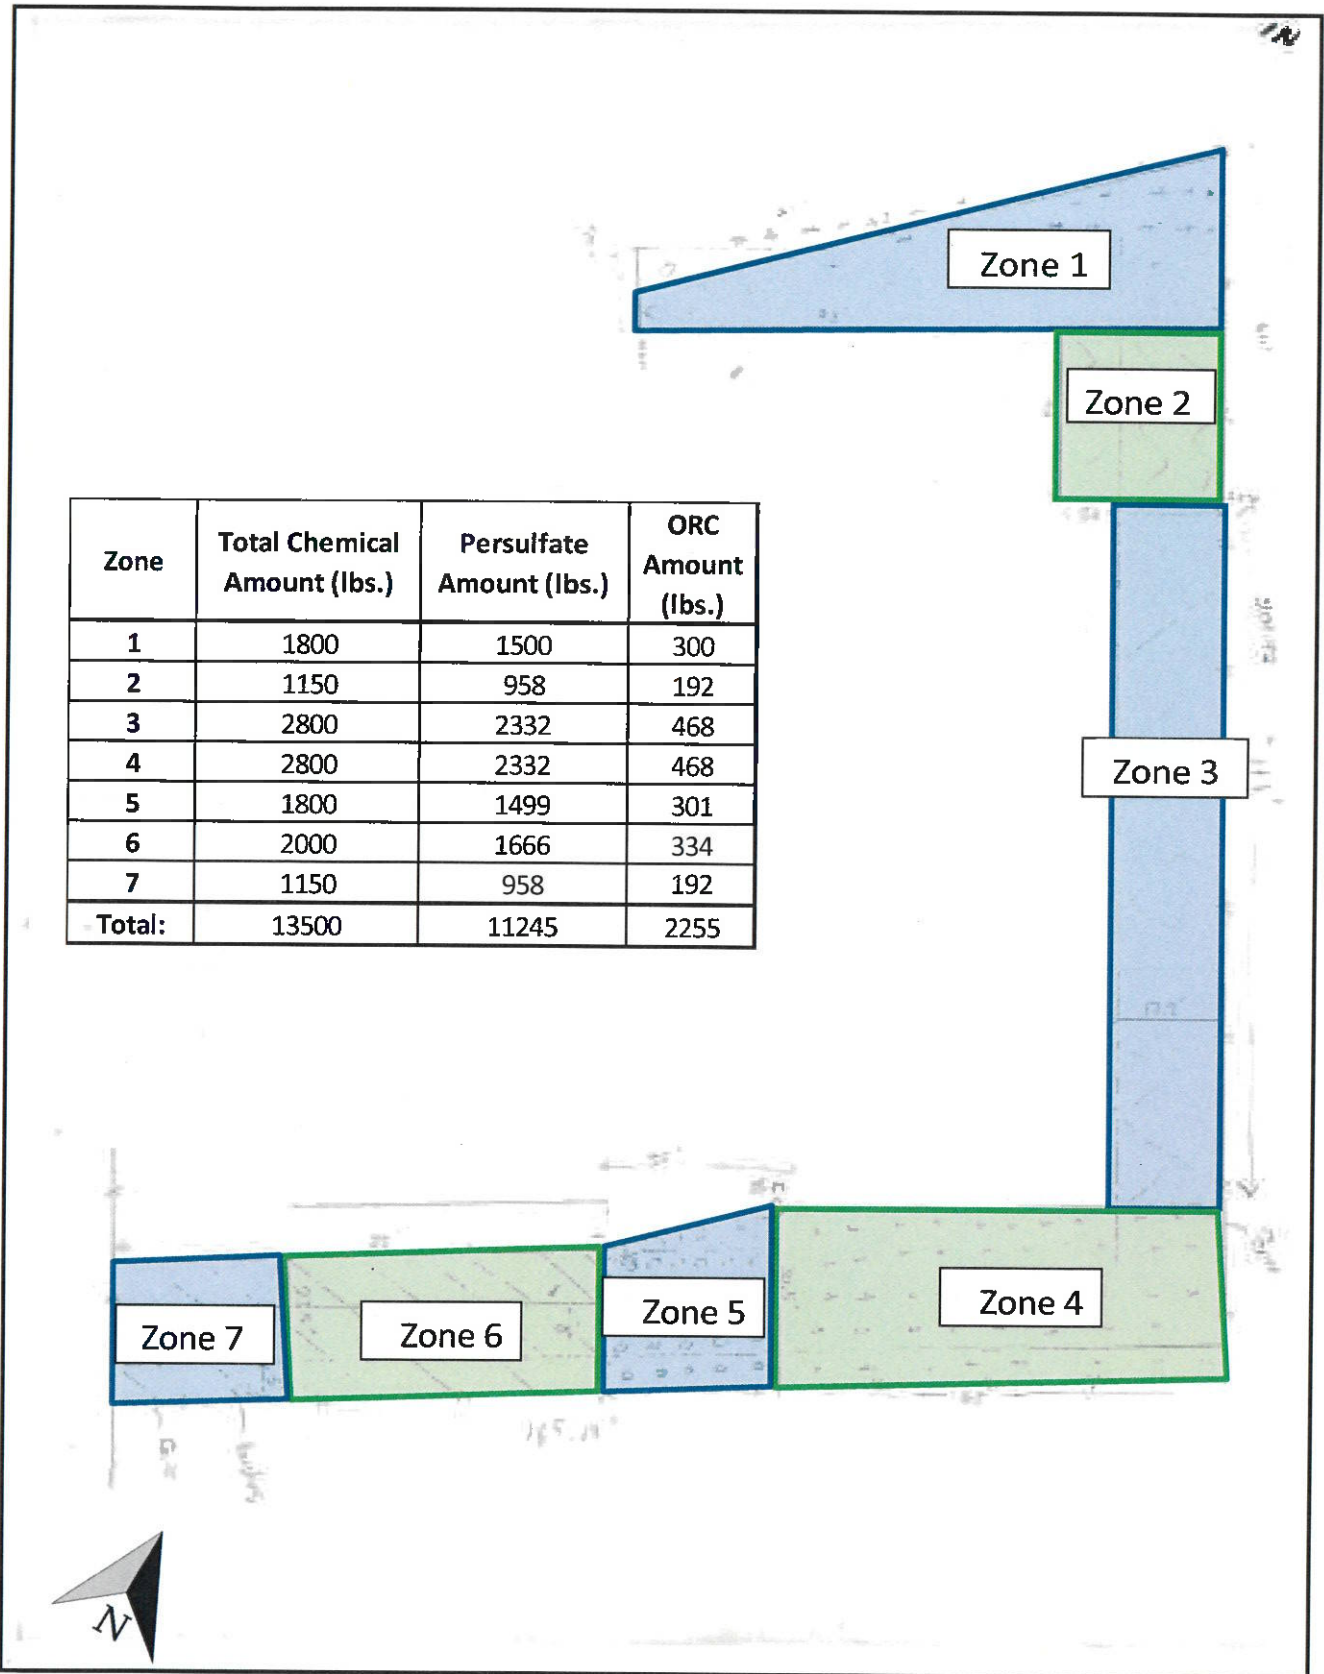 Zone 1
Zone 2
Zone Total Chemical Amount (lbs.) Persulfate Amount (lbs.) ORC Amount (lbs.)
1 1800 1500 300
2 1150 958 192
3 2800 2332 468
4 2800 2332 468
5 1800 1499 301
6 2000 1666 334
7 1150 958 192
Total: 13500 11245 2255
Zone 3
Zone 7 Zone 6 Zone 5 Zone 4
N